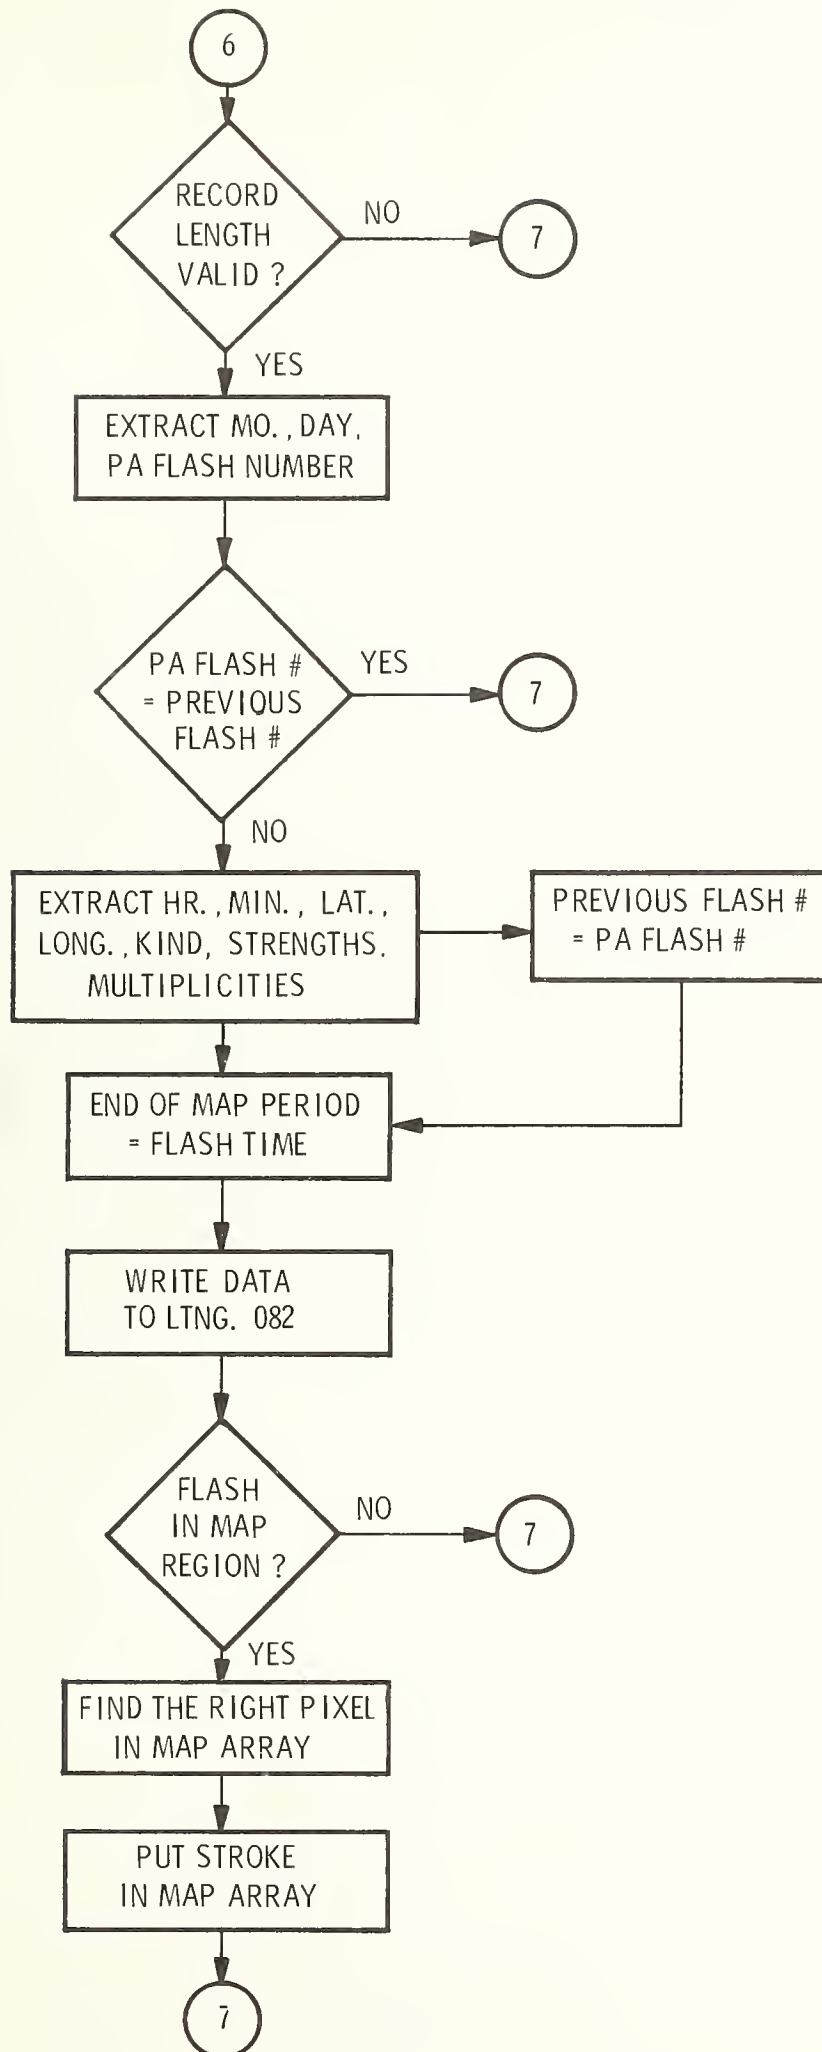 6
RECORD
LENGTH
VALID ?
NO
7
YES
EXTRACT MO., DAY,
PA FLASH NUMBER
PA FLASH #
= PREVIOUS
FLASH #
YES
7
NO
EXTRACT HR., MIN., LAT.,
LONG., KIND, STRENGTHS.
MULTIPLICITIES
PREVIOUS FLASH #
= PA FLASH #
END OF MAP PERIOD
= FLASH TIME
WRITE DATA
TO LTNG. 082
FLASH
IN MAP
REGION ?
NO
7
YES
FIND THE RIGHT PIXEL
IN MAP ARRAY
PUT STROKE
IN MAP ARRAY
7